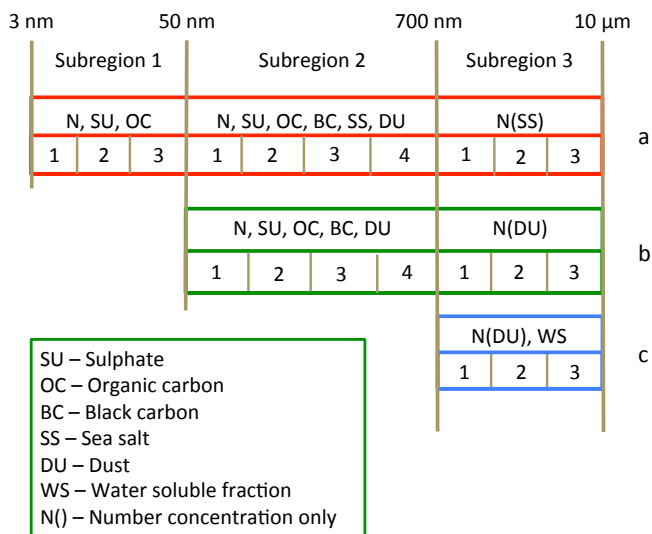 3 nm 50 nm 700 nm 10 µm
Subregion 1 Subregion 2 Subregion 3
N, SU, OC N, SU, OC, BC, SS, DU N(SS)
a
1 2 3 1 2 3 4 1 2 3
N, SU, OC, BC, DU N(DU)
b
1 2 3 4 1 2 3
N(DU), WS
c
1 2 3
SU – Sulphate
OC – Organic carbon
BC – Black carbon
SS – Sea salt
DU – Dust
WS – Water soluble fraction
N() – Number concentration only